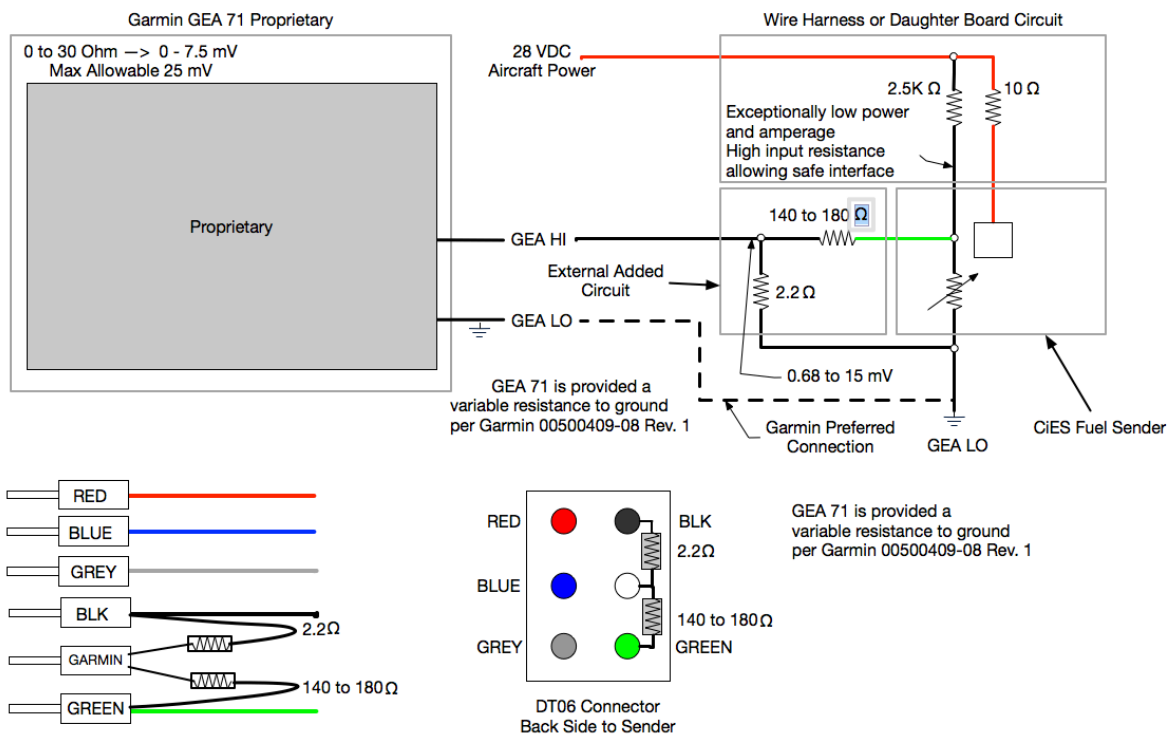 Garmin GEA 71 Proprietary
0 to 30 Ohm —> 0 - 7.5 mV
Max Allowable 25 mV
Proprietary
28 VDC
Aircraft Power
Wire Harness or Daughter Board Circuit
2.5K Ω
10 Ω
Exceptionally low power
and amperage
High input resistance
allowing safe interface
140 to 180 Ω
GEA HI
External Added
Circuit
2.2Ω
GEA LO
0.68 to 15 mV
GEA 71 is provided a
variable resistance to ground
per Garmin 00500409-08 Rev. 1
Garmin Preferred
Connection
GEA LO
CiES Fuel Sender
RED
BLUE
GREY
BLK
2.2Ω
GARMIN
140 to 180Ω
GREEN
RED
BLK
2.2Ω
BLUE
140 to 180Ω
GREY
GREEN
DT06 Connector
Back Side to Sender
GEA 71 is provided a
variable resistance to ground
per Garmin 00500409-08 Rev. 1